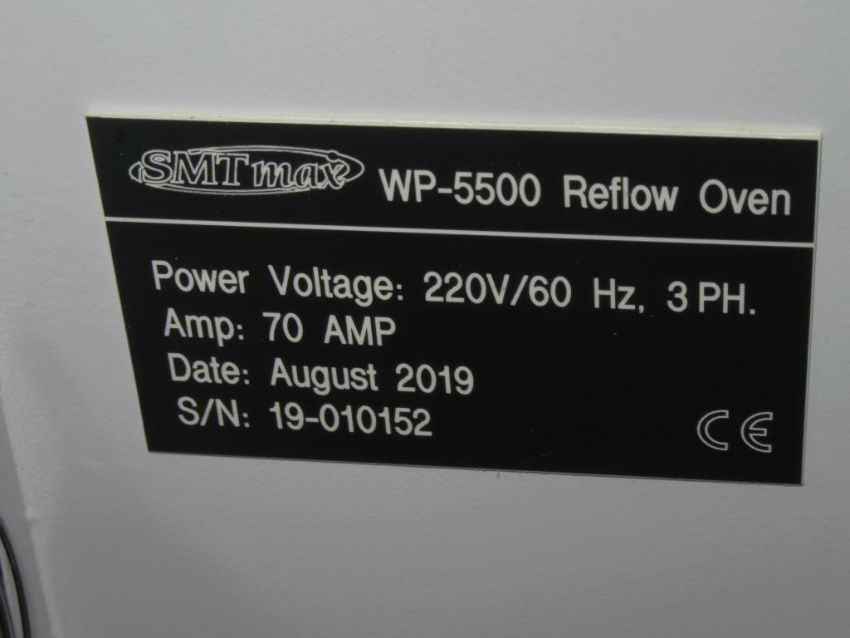 SMTmax WP-5500 Reflow Oven
Power Voltage: 220V/60 Hz, 3 PH.
Amp: 70 AMP
Date: August 2019
S/N: 19-010152
CE